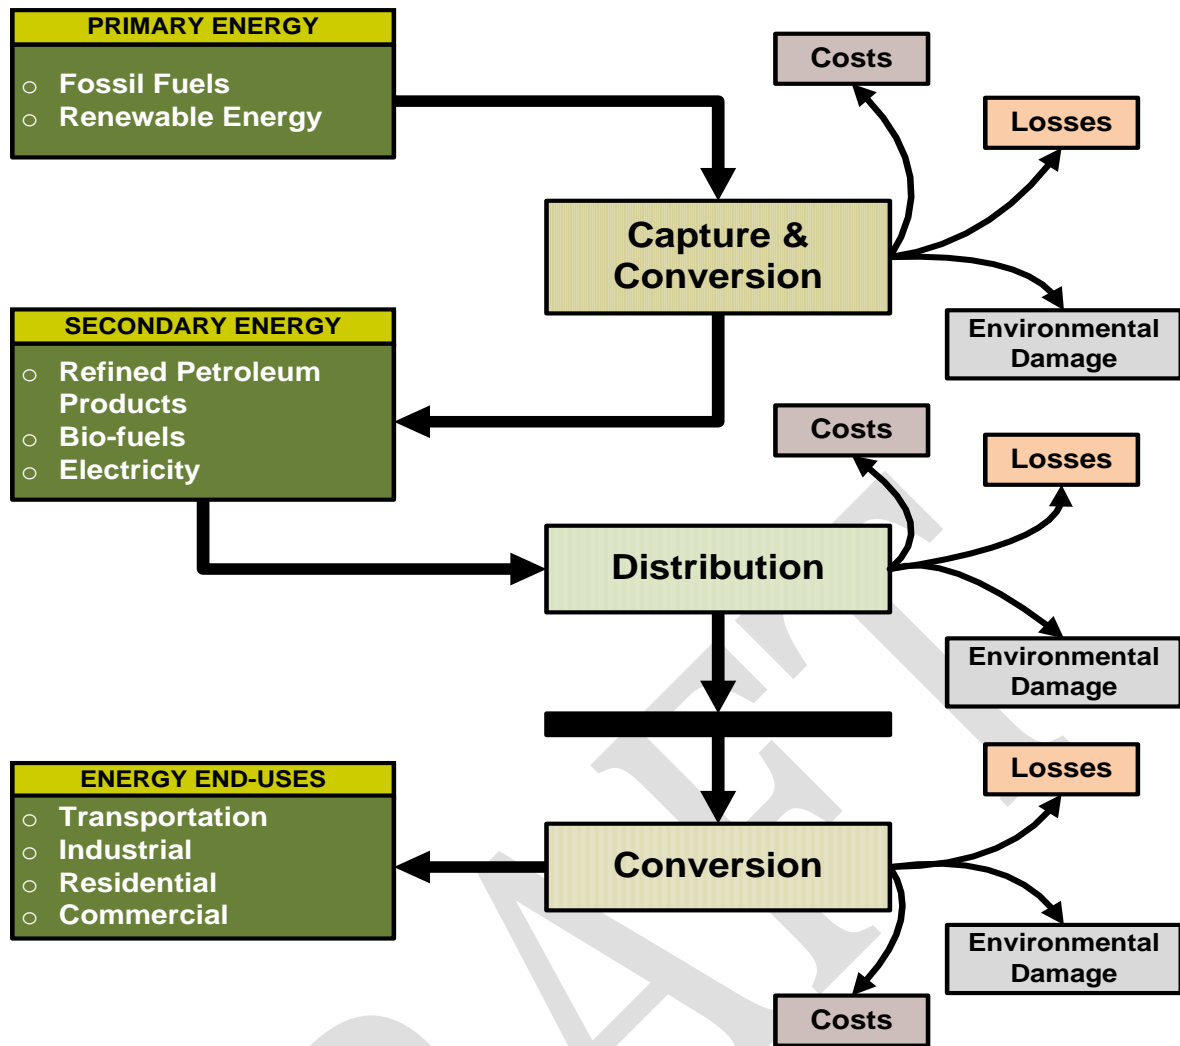 PRIMARY ENERGY
○ Fossil Fuels
○ Renewable Energy
Costs
Losses
Capture &
Conversion
Environmental
Damage
SECONDARY ENERGY
○ Refined Petroleum
Products
○ Bio-fuels
○ Electricity
Costs
Losses
Distribution
Environmental
Damage
ENERGY END-USES
○ Transportation
○ Industrial
○ Residential
○ Commercial
Losses
Conversion
Environmental
Damage
Costs
DRAFT